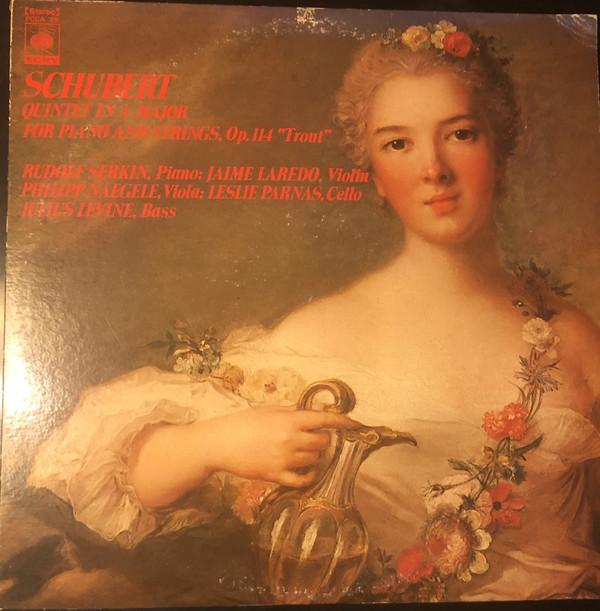 【Stereo】
SCHUBERT
QUINTET IN A MAJOR
FOR PIANO AND STRINGS, Op. 114 "Trout"
RUDOLF SERKIN, Piano; JAIME LAREDO, Violin
PHILIPP NAEGELE, Viola; LESLIE PARNAS, Cello
JULIUS LEVINE, Bass